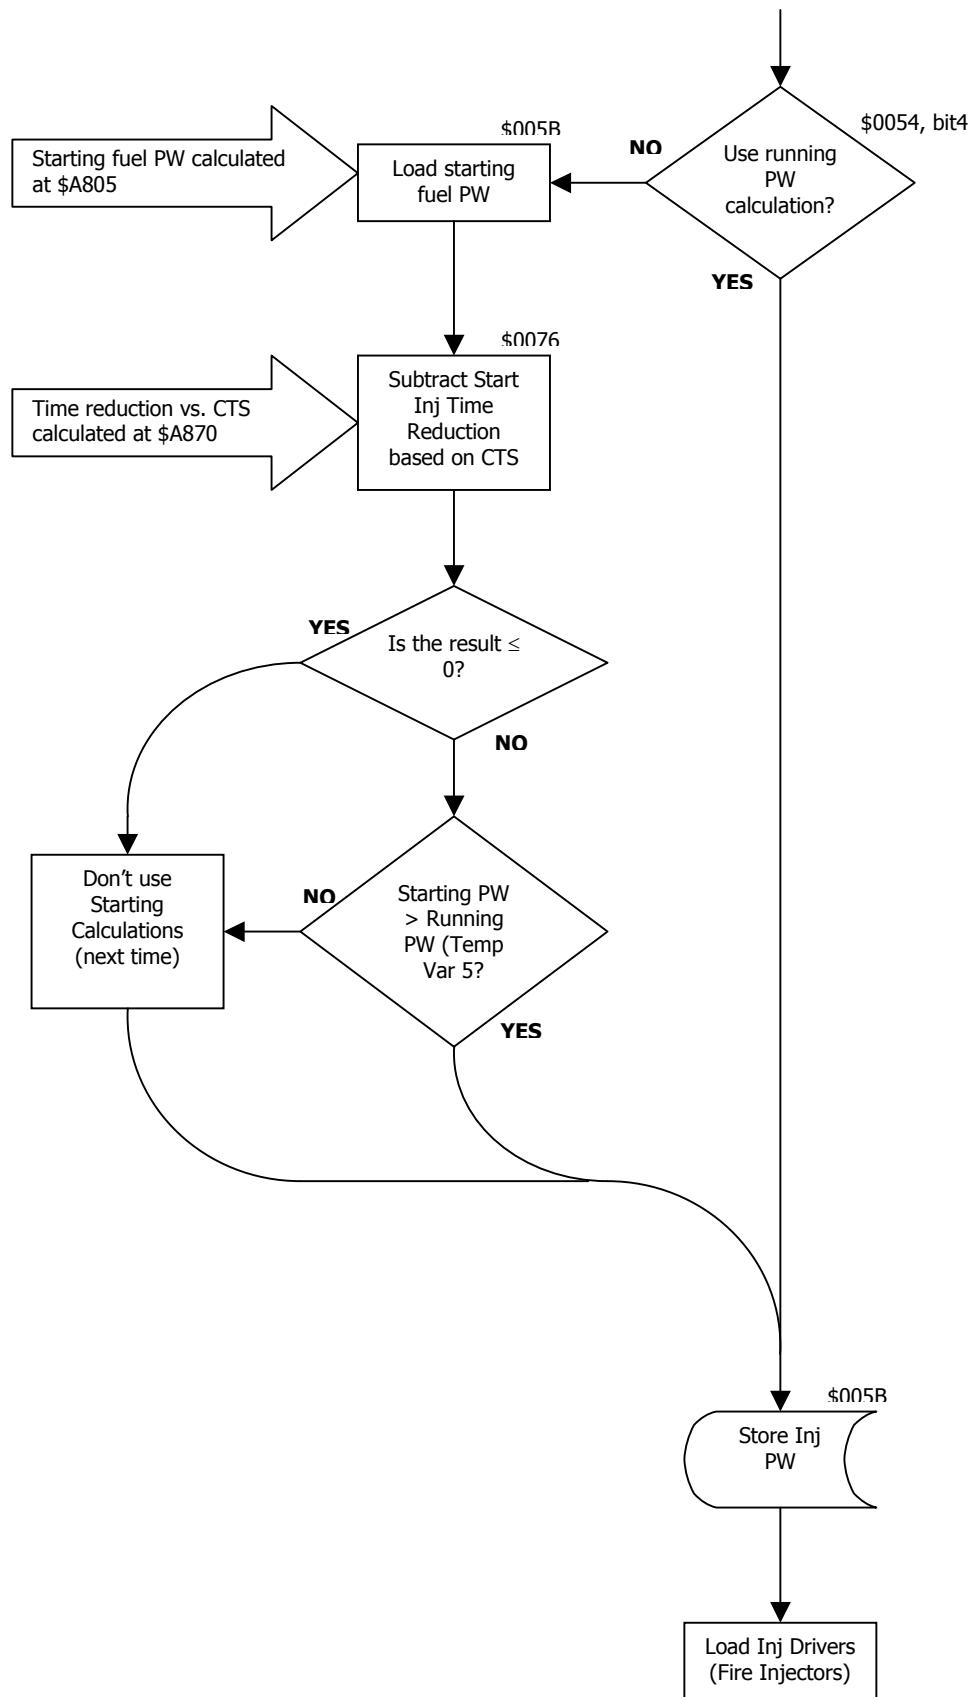 $0054, bit4
Use running
PW
calculation?
NO
YES
$005B
Load starting
fuel PW
Starting fuel PW calculated
at $A805
$0076
Subtract Start
Inj Time
Reduction
based on CTS
Time reduction vs. CTS
calculated at $A870
Is the result ≤
0?
YES
NO
Starting PW
> Running
PW (Temp
Var 5?
NO
YES
Don't use
Starting
Calculations
(next time)
$005B
Store Inj
PW
Load Inj Drivers
(Fire Injectors)